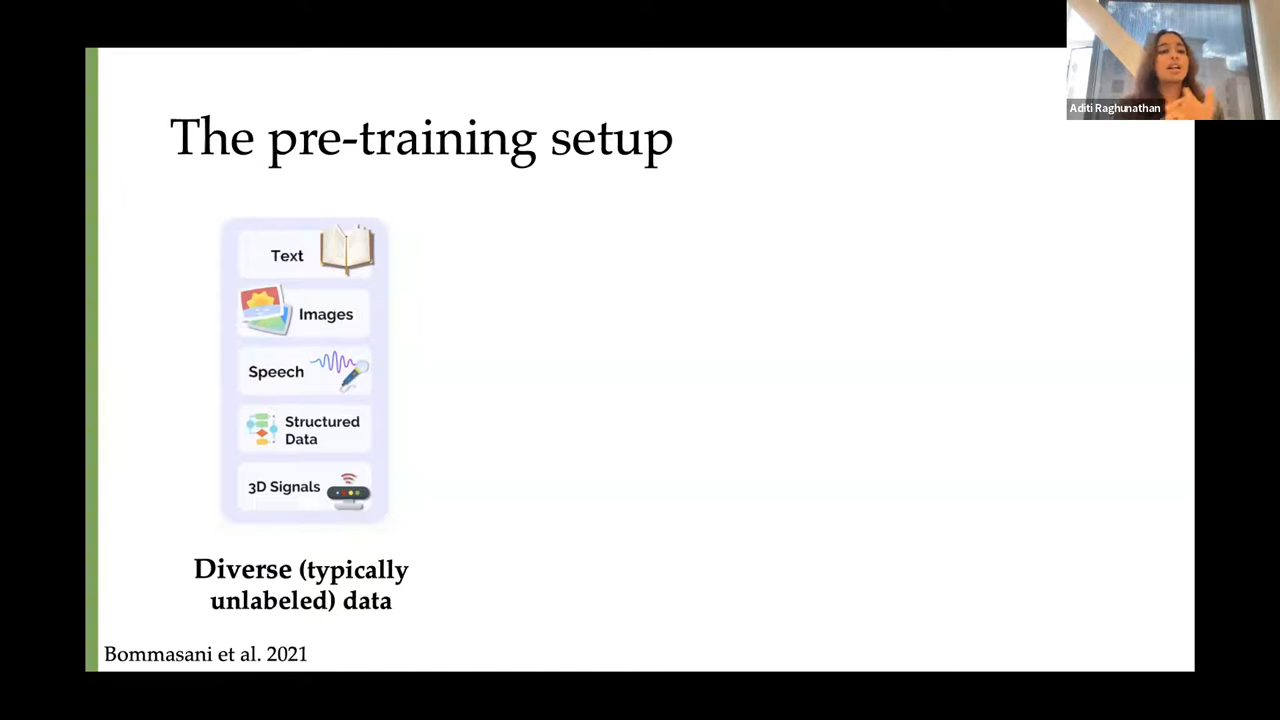 Aditi Raghunathan
The pre-training setup
Text
Images
Speech
Structured
Data
3D Signals
Diverse (typically
unlabeled) data
Bommasani et al. 2021